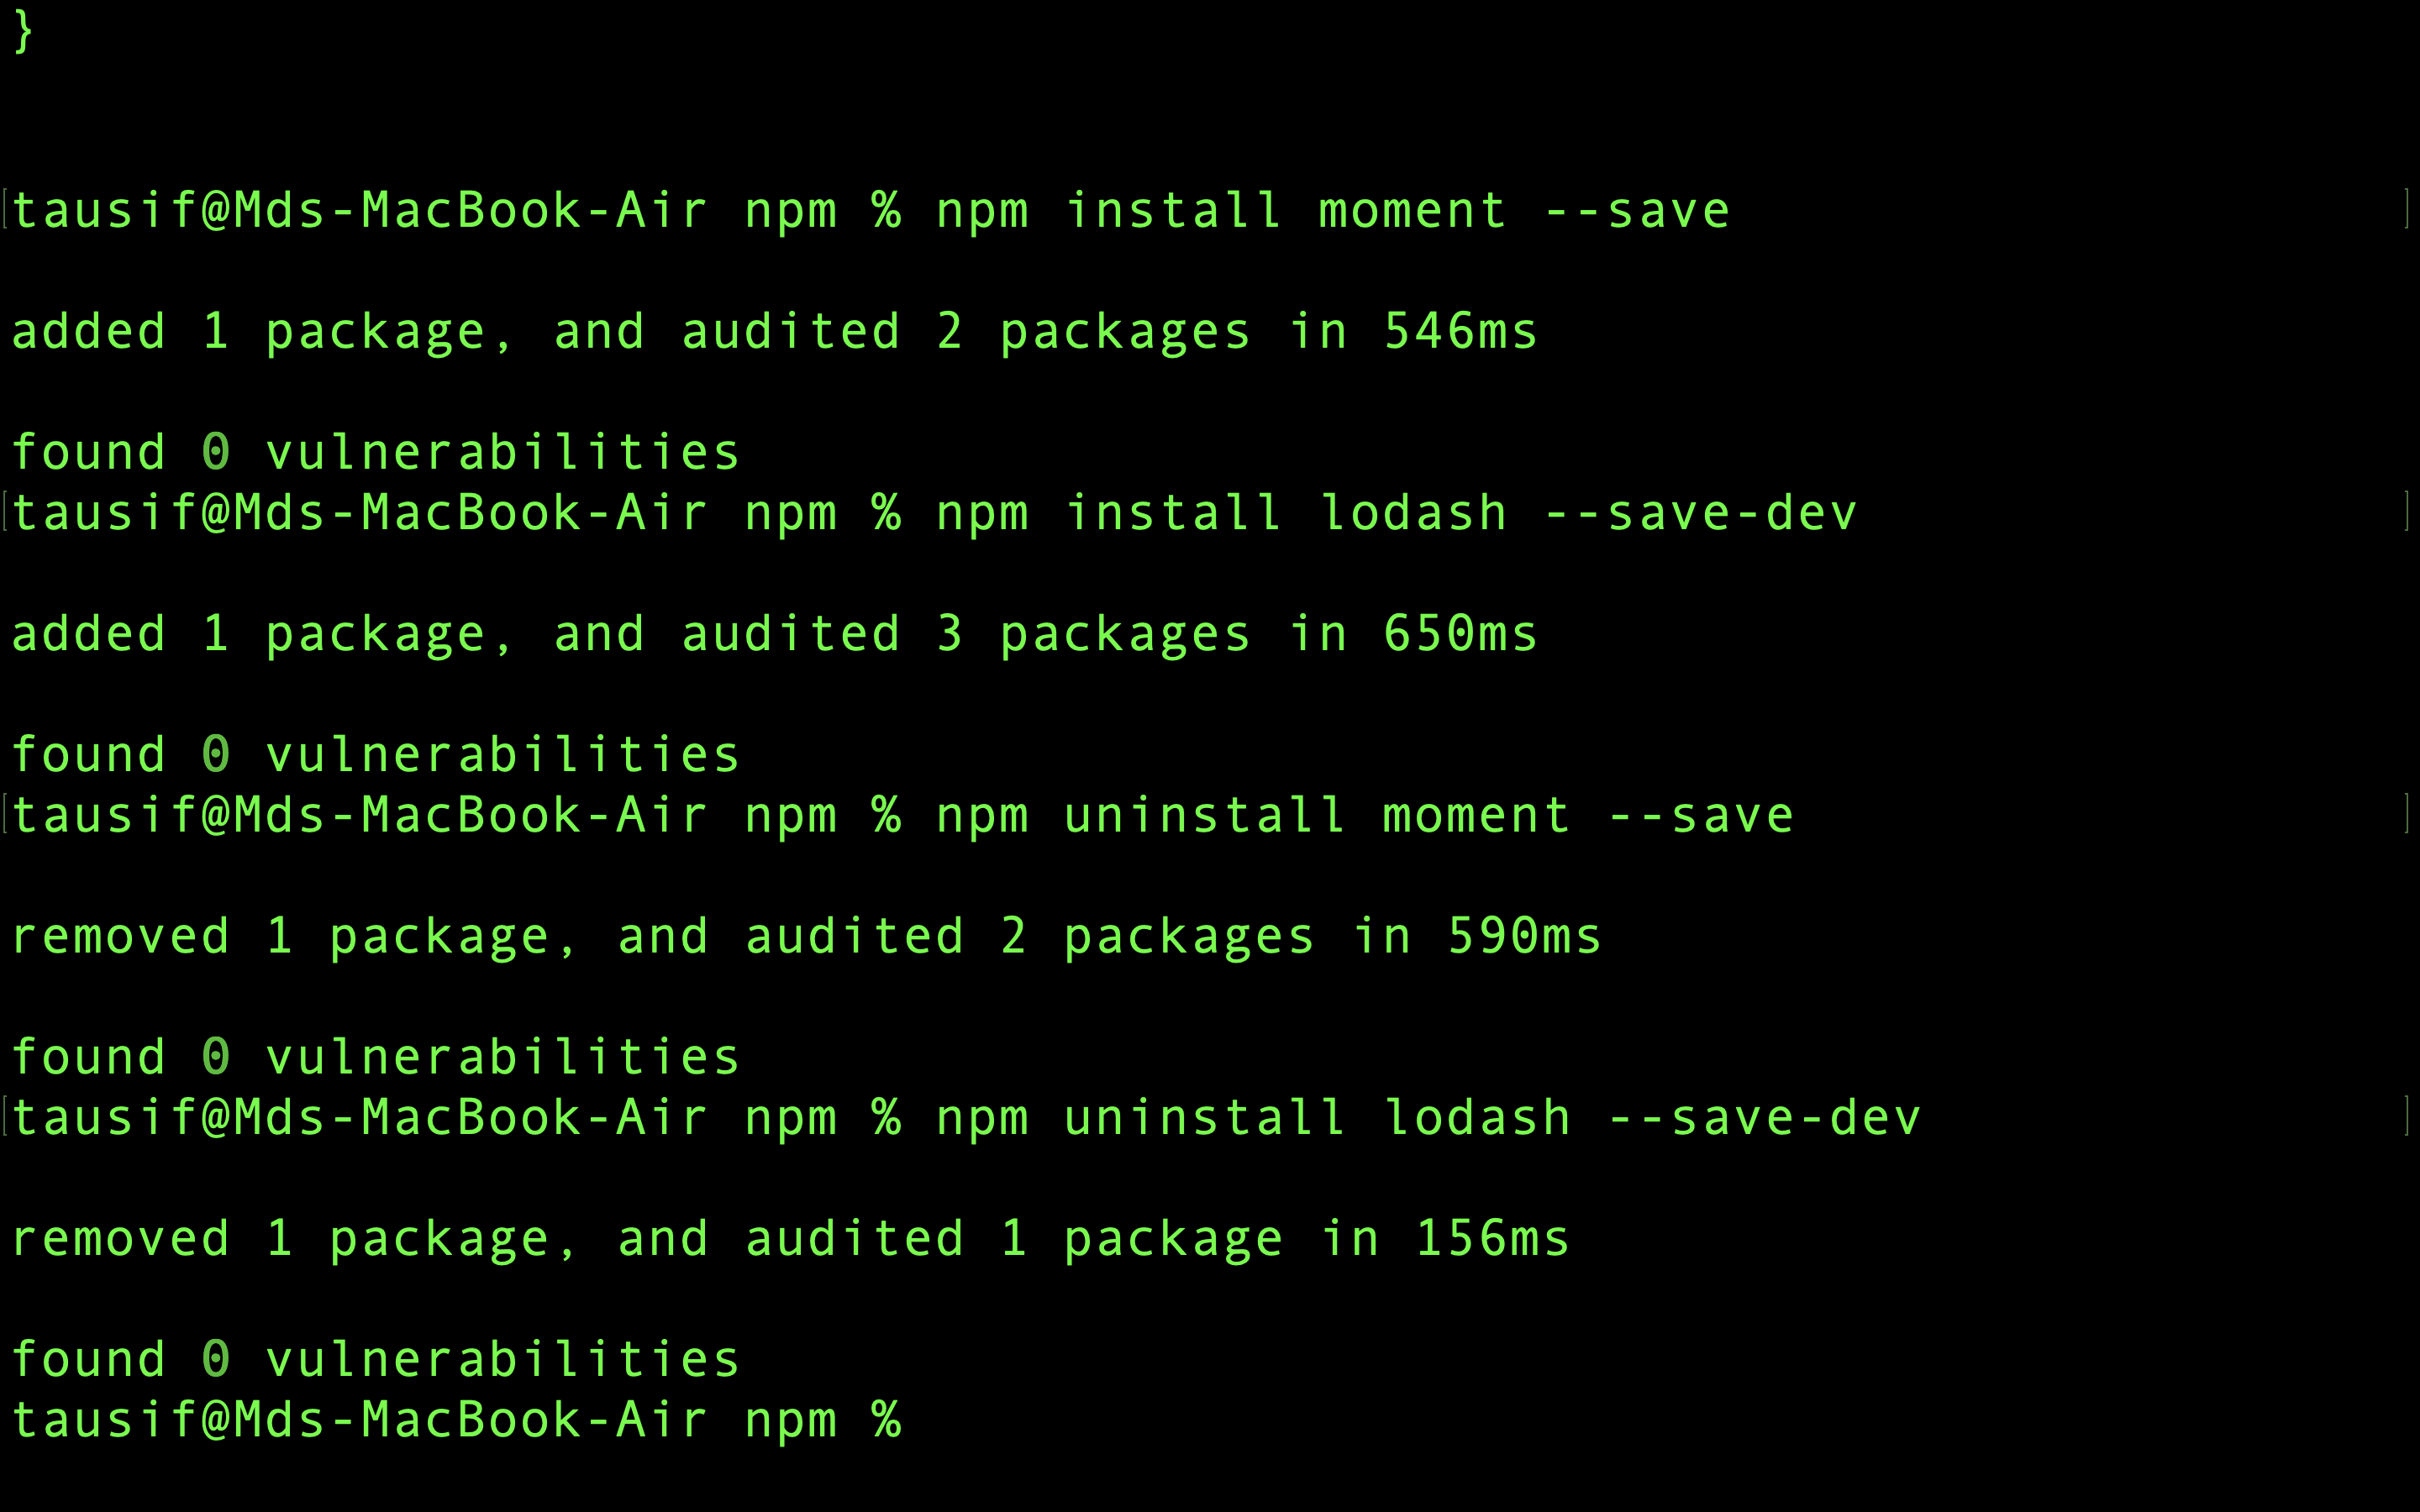 }
tausif@Mds-MacBook-Air npm % npm install moment --save
added 1 package, and audited 2 packages in 546ms
found 0 vulnerabilities
tausif@Mds-MacBook-Air npm % npm install lodash --save-dev
added 1 package, and audited 3 packages in 650ms
found 0 vulnerabilities
tausif@Mds-MacBook-Air npm % npm uninstall moment --save
removed 1 package, and audited 2 packages in 590ms
found 0 vulnerabilities
tausif@Mds-MacBook-Air npm % npm uninstall lodash --save-dev
removed 1 package, and audited 1 package in 156ms
found 0 vulnerabilities
tausif@Mds-MacBook-Air npm %